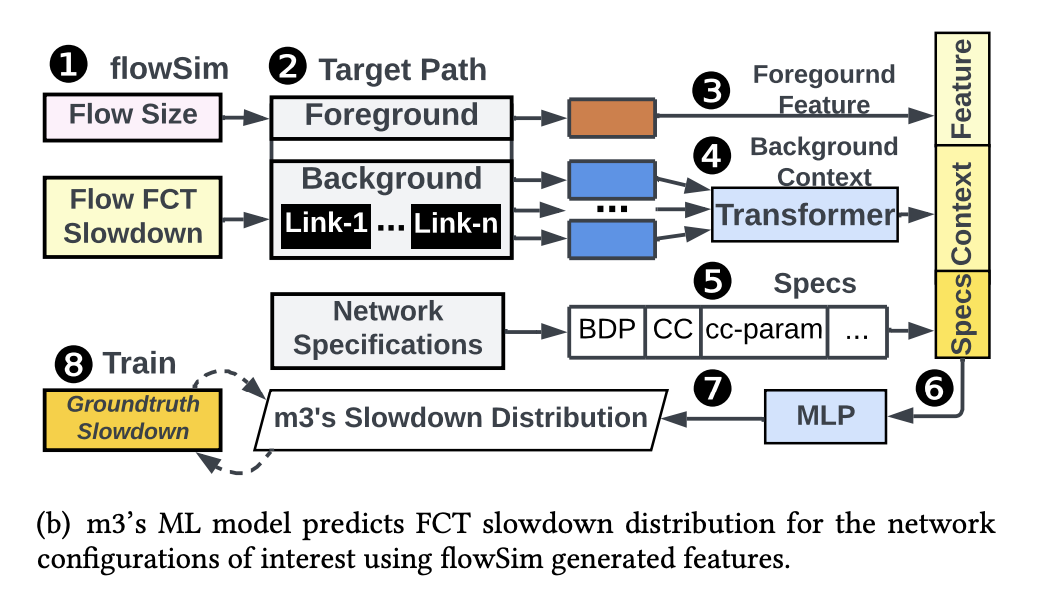 ❶ flowSim
Flow Size
Flow FCT
Slowdown
❷ Target Path
Foreground
Background
Link-1 ... Link-n
...
❸ Foregournd
Feature
❹ Background
Context
Transformer
Network
Specifications
❺ Specs
BDP CC cc-param ...
Feature
Context
Specs
❻
MLP
❼
m3's Slowdown Distribution
❽ Train
Groundtruth
Slowdown
(b) m3’s ML model predicts FCT slowdown distribution for the network
configurations of interest using flowSim generated features.